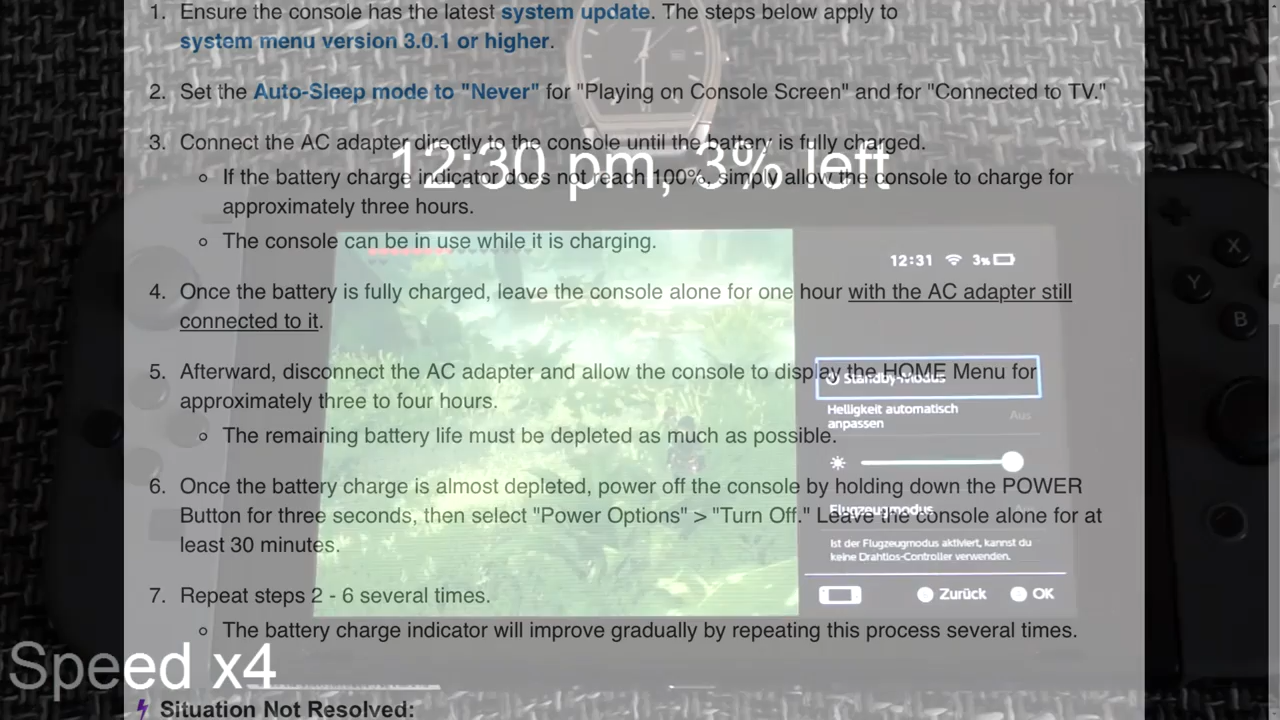 1. Ensure the console has the latest system update. The steps below apply to
system menu version 3.0.1 or higher.
2. Set the Auto-Sleep mode to "Never" for "Playing on Console Screen" and for "Connected to TV."
3. Connect the AC adapter directly to the console until the battery is fully charged.
12:30 pm, 3% left
If the battery charge indicator does not reach 100%, simply allow the console to charge for
approximately three hours.
The console can be in use while it is charging.
12:31 3%
4. Once the battery is fully charged, leave the console alone for one hour with the AC adapter still
connected to it.
5. Afterward, disconnect the AC adapter and allow the console to display the HOME Menu for
approximately three to four hours.
Standby-Modus
Helligkeit automatisch
anpassen
Aus
The remaining battery life must be depleted as much as possible.
6. Once the battery charge is almost depleted, power off the console by holding down the POWER
Button for three seconds, then select "Power Options" > "Turn Off." Leave the console alone for at
least 30 minutes.
Flugzeugmodus
Ist der Flugzeugmodus aktiviert, kannst du
keine Drahtlos-Controller verwenden.
Zurück OK
7. Repeat steps 2 - 6 several times.
The battery charge indicator will improve gradually by repeating this process several times.
Speed x4
Situation Not Resolved:
X
Y
B